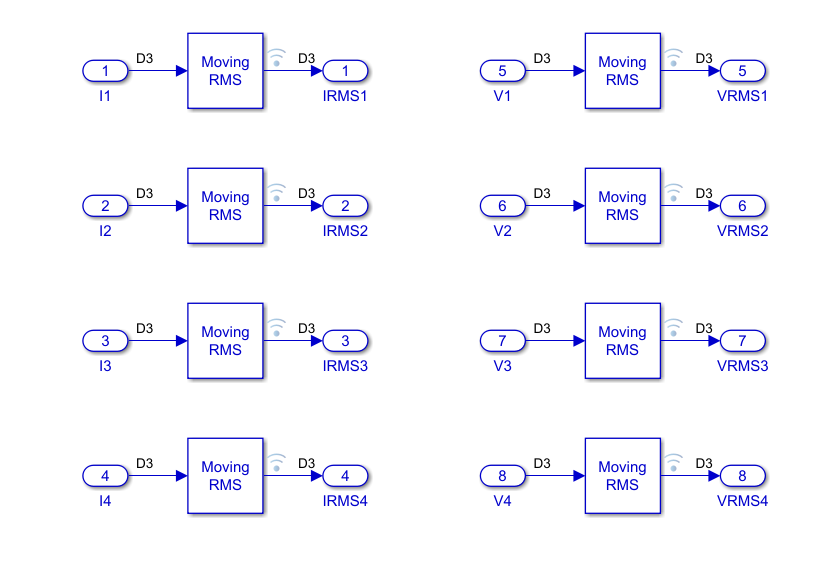 D3 Moving D3
1 RMS 1
I1 IRMS1
D3 Moving D3
5 RMS 5
V1 VRMS1
D3 Moving D3
2 RMS 2
I2 IRMS2
D3 Moving D3
6 RMS 6
V2 VRMS2
D3 Moving D3
3 RMS 3
I3 IRMS3
D3 Moving D3
7 RMS 7
V3 VRMS3
D3 Moving D3
4 RMS 4
I4 IRMS4
D3 Moving D3
8 RMS 8
V4 VRMS4